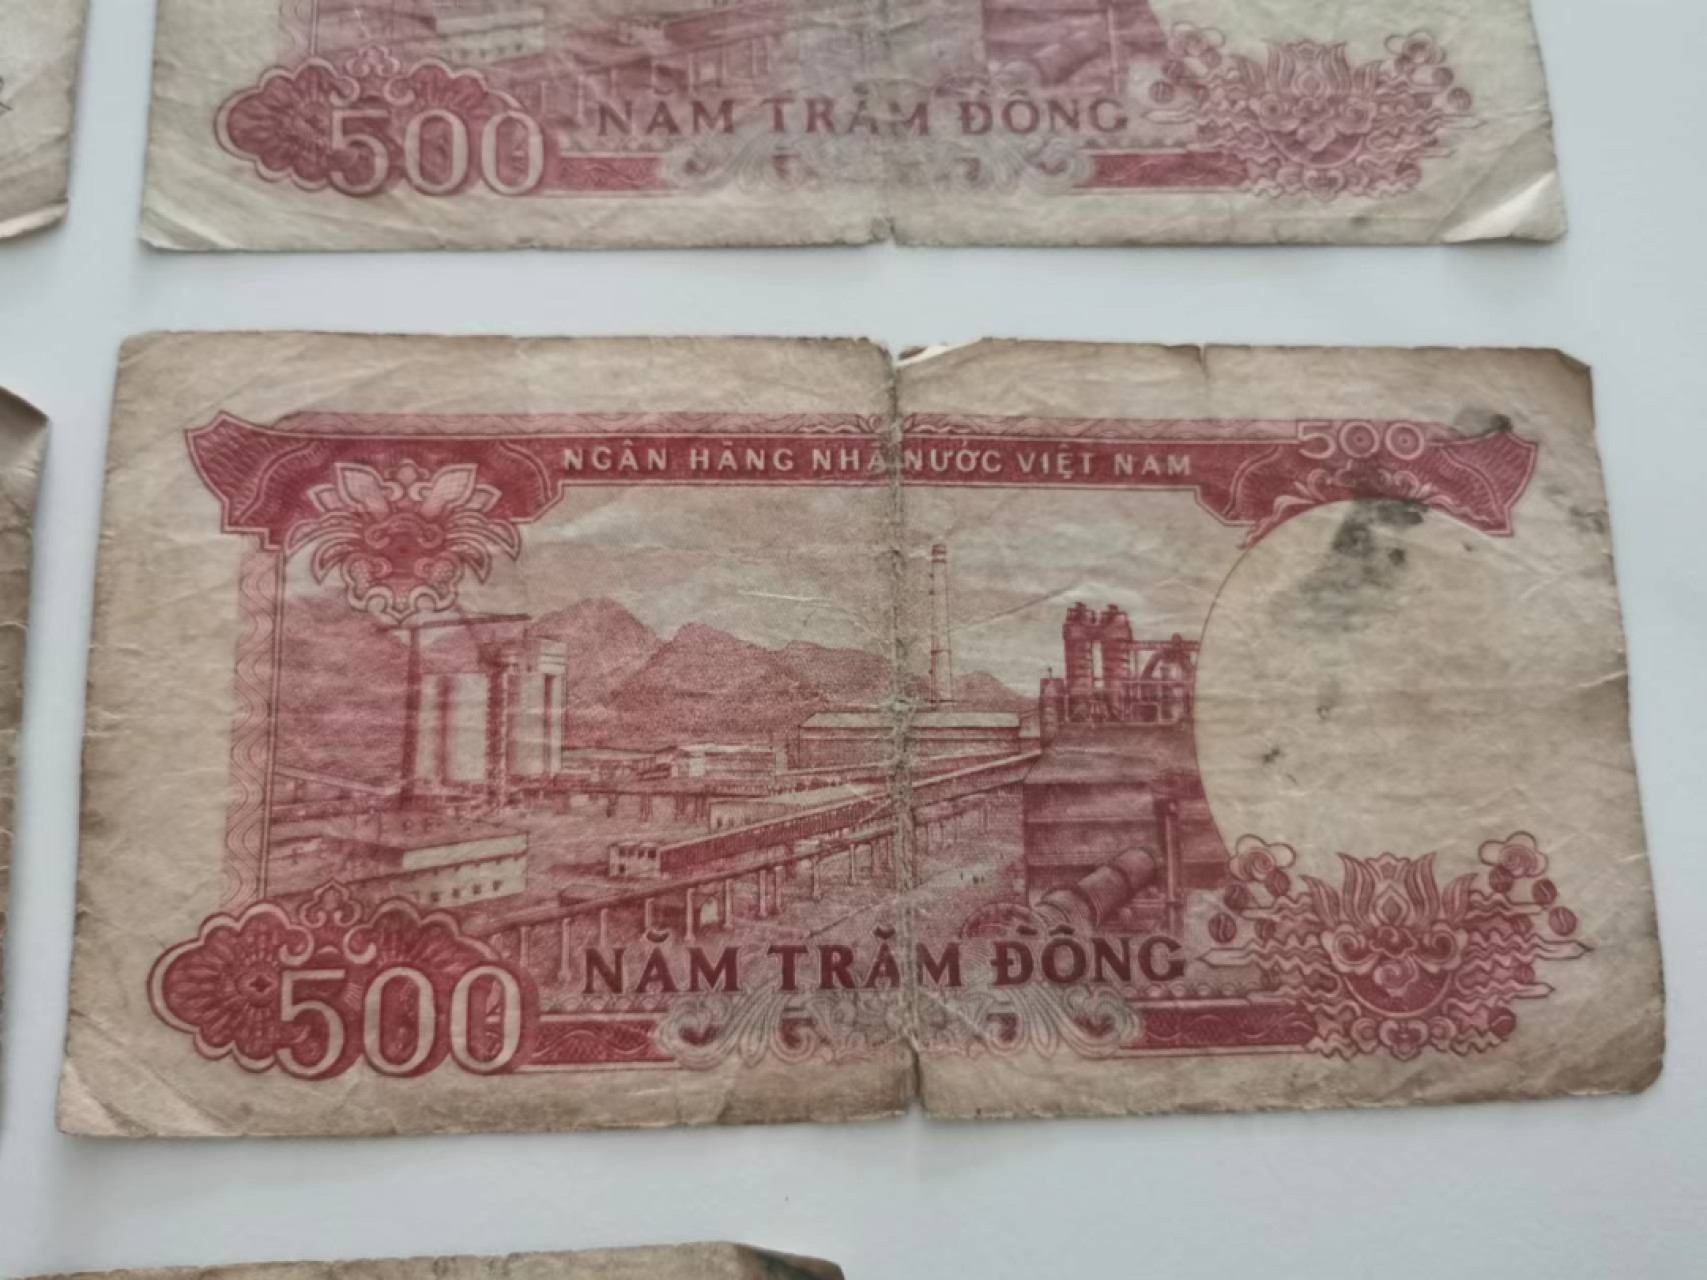 500 NĂM TRĂM ĐỒNG
NGÂN HÀNG NHÀ NƯỚC VIỆT NAM 500
NĂM TRĂM ĐỒNG
500